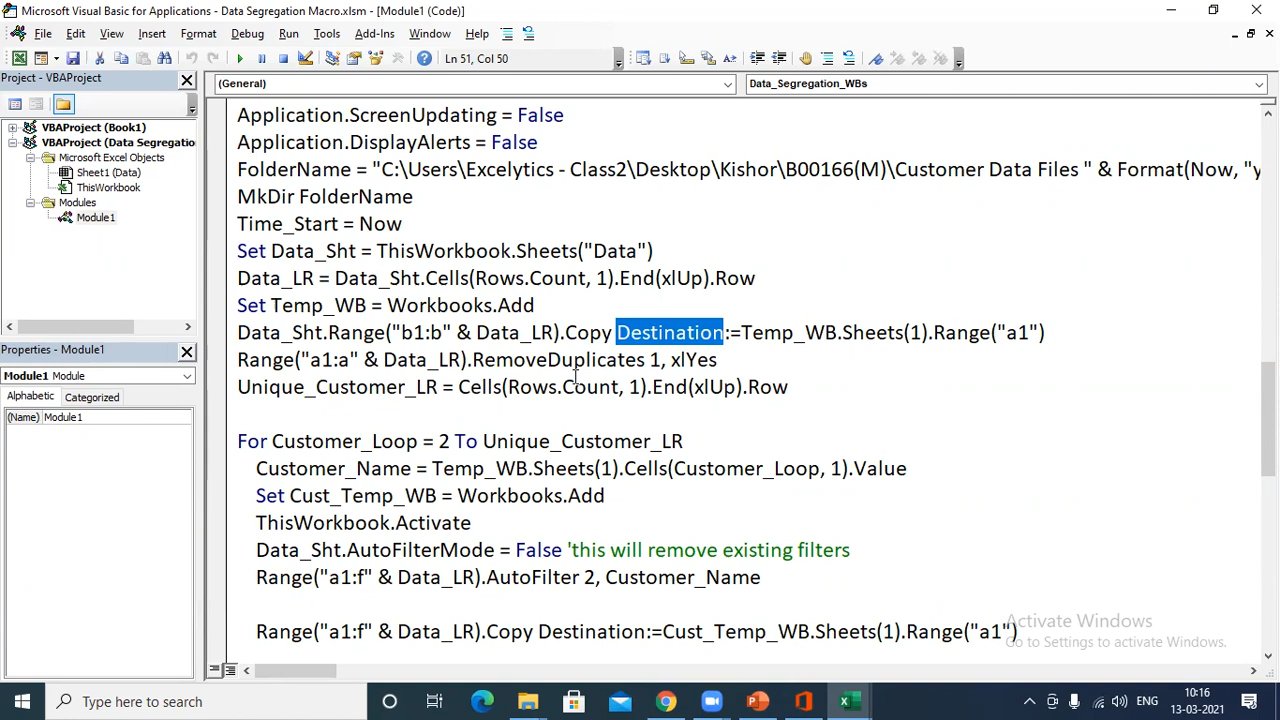 Microsoft Visual Basic for Applications - Data Segregation Macro.xlsm - [Module1 (Code)]
File Edit View Insert Format Debug Run Tools Add-Ins Window Help
Ln 51, Col 50
Project - VBAProject
(General)
Data_Segregation_WBs
VBAProject (Book1)
VBAProject (Data Segregatio
Microsoft Excel Objects
Sheet1 (Data)
ThisWorkbook
Modules
Module1
Properties - Module1
Module1 Module
Alphabetic Categorized
(Name) Module1
Application.ScreenUpdating = False
Application.DisplayAlerts = False
FolderName = "C:\Users\Excelytics - Class2\Desktop\Kishor\B00166(M)\Customer Data Files " & Format(Now, "y
MkDir FolderName
Time_Start = Now
Set Data_Sht = ThisWorkbook.Sheets("Data")
Data_LR = Data_Sht.Cells(Rows.Count, 1).End(xlUp).Row
Set Temp_WB = Workbooks.Add
Data_Sht.Range("b1:b" & Data_LR).Copy Destination:=Temp_WB.Sheets(1).Range("a1")
Range("a1:a" & Data_LR).RemoveDuplicates 1, xlYes
Unique_Customer_LR = Cells(Rows.Count, 1).End(xlUp).Row
For Customer_Loop = 2 To Unique_Customer_LR
Customer_Name = Temp_WB.Sheets(1).Cells(Customer_Loop, 1).Value
Set Cust_Temp_WB = Workbooks.Add
ThisWorkbook.Activate
Data_Sht.AutoFilterMode = False 'this will remove existing filters
Range("a1:f" & Data_LR).AutoFilter 2, Customer_Name
Range("a1:f" & Data_LR).Copy Destination:=Cust_Temp_WB.Sheets(1).Range("a1")
Activate Windows
Go to Settings to activate Windows.
Type here to search
ENG
10:16
13-03-2021